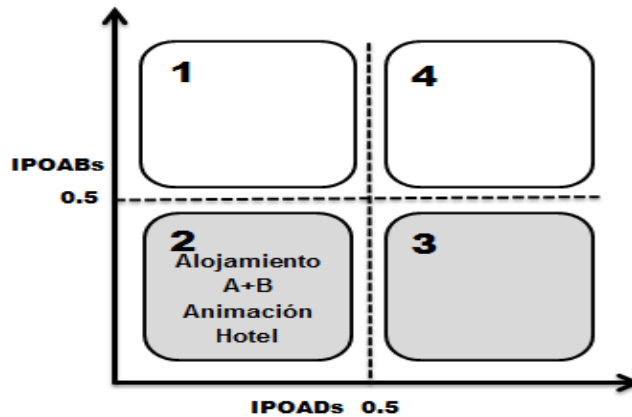 1
4
IPOABs
0.5
2
3
Alojamiento
A+B
Animación
Hotel
IPOADs 0.5